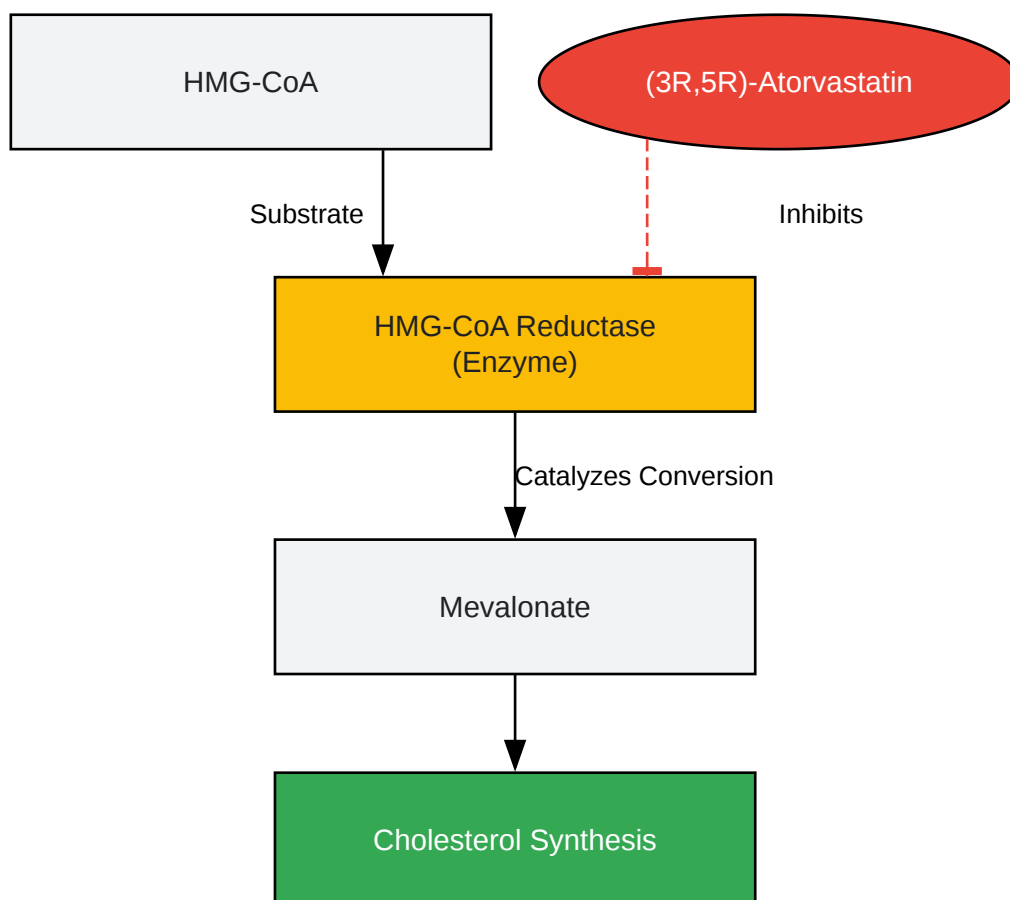 HMG-CoA
(3R,5R)-Atorvastatin
Substrate
Inhibits
HMG-CoA Reductase
(Enzyme)
Catalyzes Conversion
Mevalonate
Cholesterol Synthesis